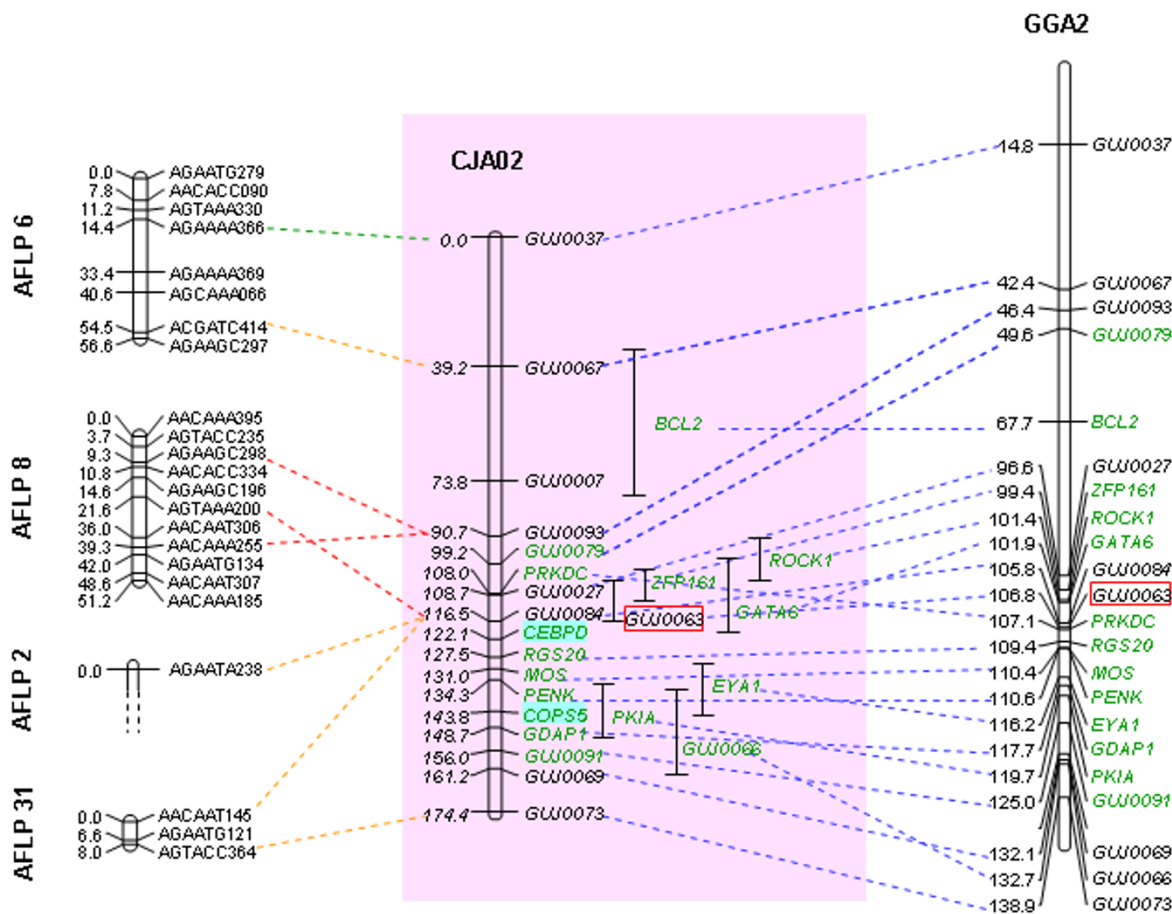 GGA2
CJA02
AFLP 6
0.0 AGAATG279
7.8 AACACC090
11.2 AGTAAA330
14.4 AGAAAA366
33.4 AGAAAA369
40.6 AGCAAA066
54.5 ACGATC414
56.6 AGAAGC297
AFLP 8
0.0 AACAAA395
3.7 AGTACC235
9.3 AGAAGC298
10.8 AACACC334
14.6 AGAAGC196
21.6 AGTAAA200
36.0 AACAAT306
39.3 AACAAA255
42.0 AGAATG134
48.6 AACAAT307
51.2 AACAAA185
AFLP 2
0.0 AGAATA238
AFLP 31
0.0 AACAAT145
6.6 AGAATG121
8.0 AGTACC364
0.0 GUJ0037
39.2 GUJ0067
73.8 GUJ0007
90.7 GUJ0093
99.2 GUJ0079
108.0 PRKDC
108.7 GUJ0027
116.5 GUJ0084
122.1 CEBPD
127.5 RGS20
131.0 MOS
134.3 PENK
143.8 COPS5
148.7 GDAP1
156.0 GUJ0091
161.2 GUJ0069
174.4 GUJ0073
BCL2
ROCK1
ZFP161
GATA6
GUJ0063
EYA1
PKIA
GUJ0066
14.8 GUJ0037
42.4 GUJ0067
46.4 GUJ0093
49.6 GUJ0079
67.7 BCL2
96.6 GUJ0027
99.4 ZFP161
101.4 ROCK1
101.9 GATA6
105.8 GUJ0084
106.8 GUJ0063
107.1 PRKDC
109.4 RGS20
110.4 MOS
110.6 PENK
116.2 EYA1
117.7 GDAP1
119.7 PKIA
125.0 GUJ0091
132.1 GUJ0069
132.7 GUJ0066
138.9 GUJ0073